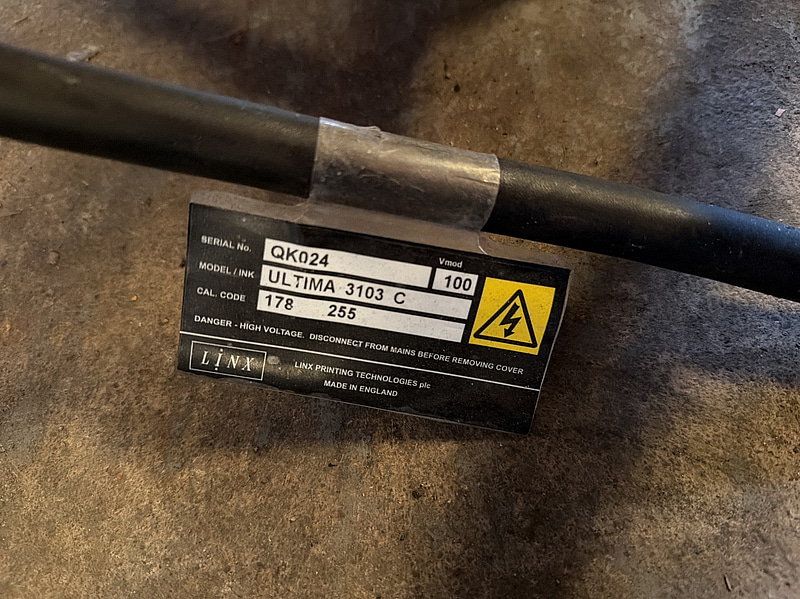 SERIAL No. QK024 Vmod
MODEL / INK ULTIMA 3103 C 100
CAL. CODE 178 255
DANGER - HIGH VOLTAGE. DISCONNECT FROM MAINS BEFORE REMOVING COVER
LINX LINX PRINTING TECHNOLOGIES plc
MADE IN ENGLAND